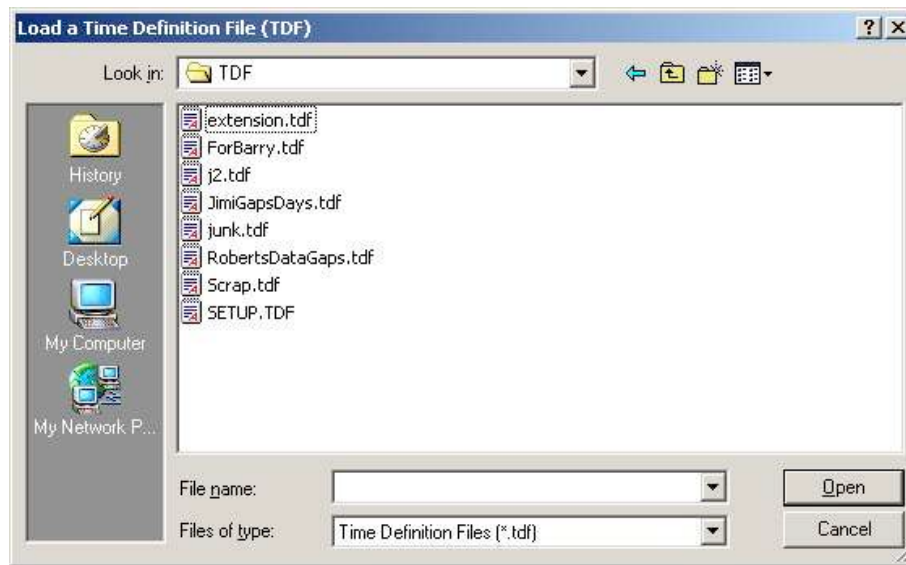 Load a Time Definition File (TDF)
Look in: TDF
History
Desktop
My Computer
My Network P...
extension.tdf
ForBarry.tdf
j2.tdf
JimiGapsDays.tdf
junk.tdf
RobertsDataGaps.tdf
Scrap.tdf
SETUP.TDF
File name:
Open
Files of type: Time Definition Files (*.tdf)
Cancel